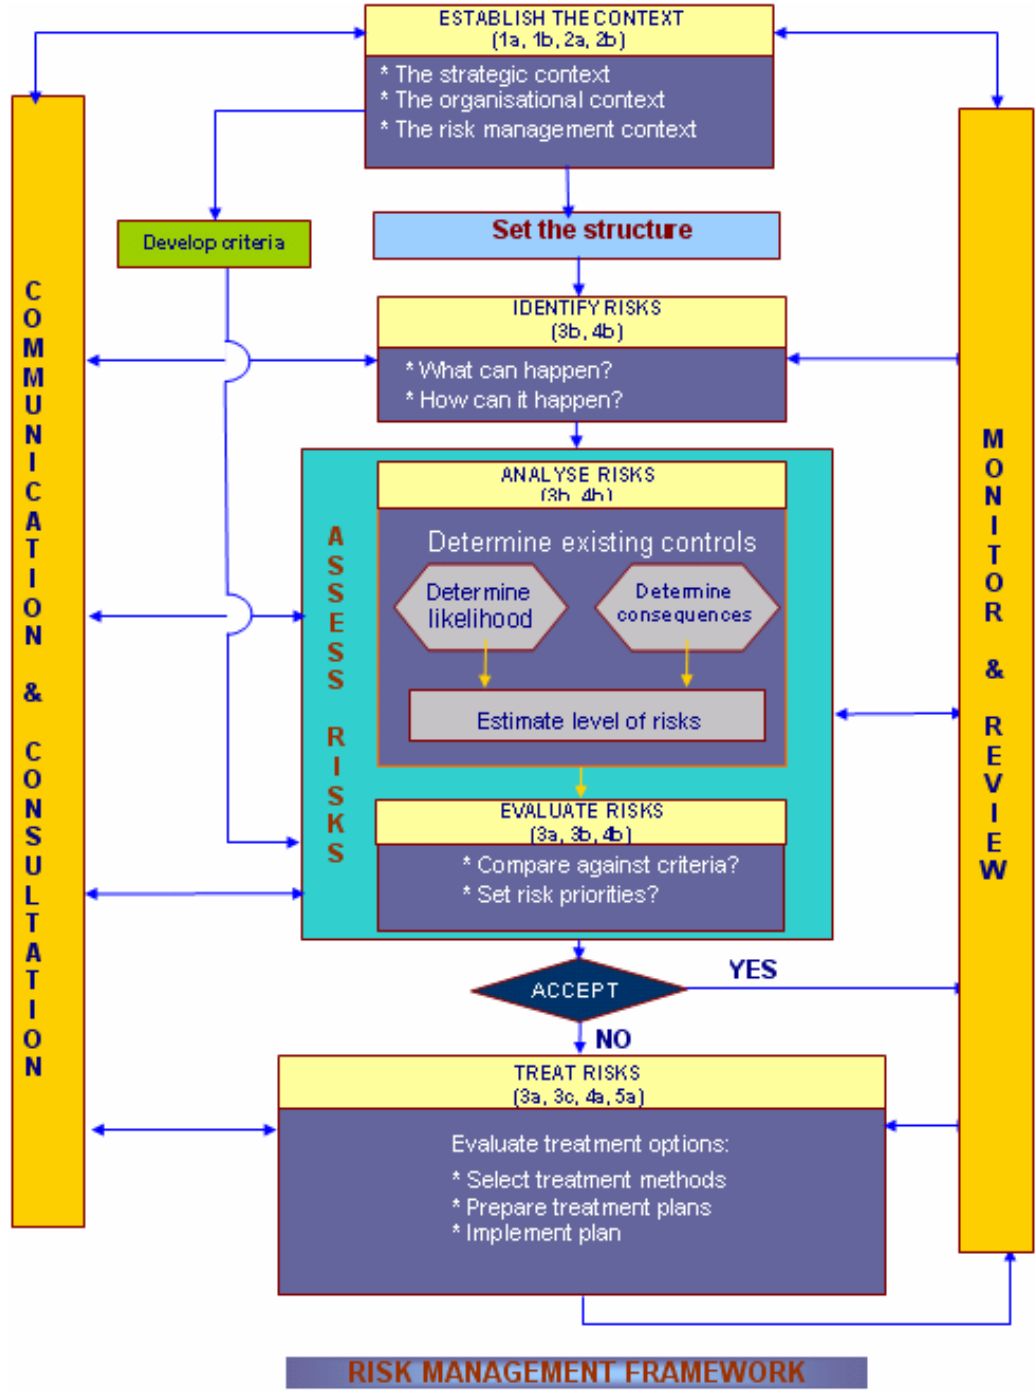 ESTABLISH THE CONTEXT
(1a, 1b, 2a, 2b)
* The strategic context
* The organisational context
* The risk management context
Develop criteria
Set the structure
IDENTIFY RISKS
(3b, 4b)
* What can happen?
* How can it happen?
COMMUNICATION & CONSULTATION
ASSESS RISKS
ANALYSE RISKS
(3b, 4b)
Determine existing controls
Determine
likelihood
Determine
consequences
Estimate level of risks
EVALUATE RISKS
(3a, 3b, 4b)
* Compare against criteria?
* Set risk priorities?
MONITOR & REVIEW
ACCEPT
YES
NO
TREAT RISKS
(3a, 3c, 4a, 5a)
Evaluate treatment options:
* Select treatment methods
* Prepare treatment plans
* Implement plan
RISK MANAGEMENT FRAMEWORK